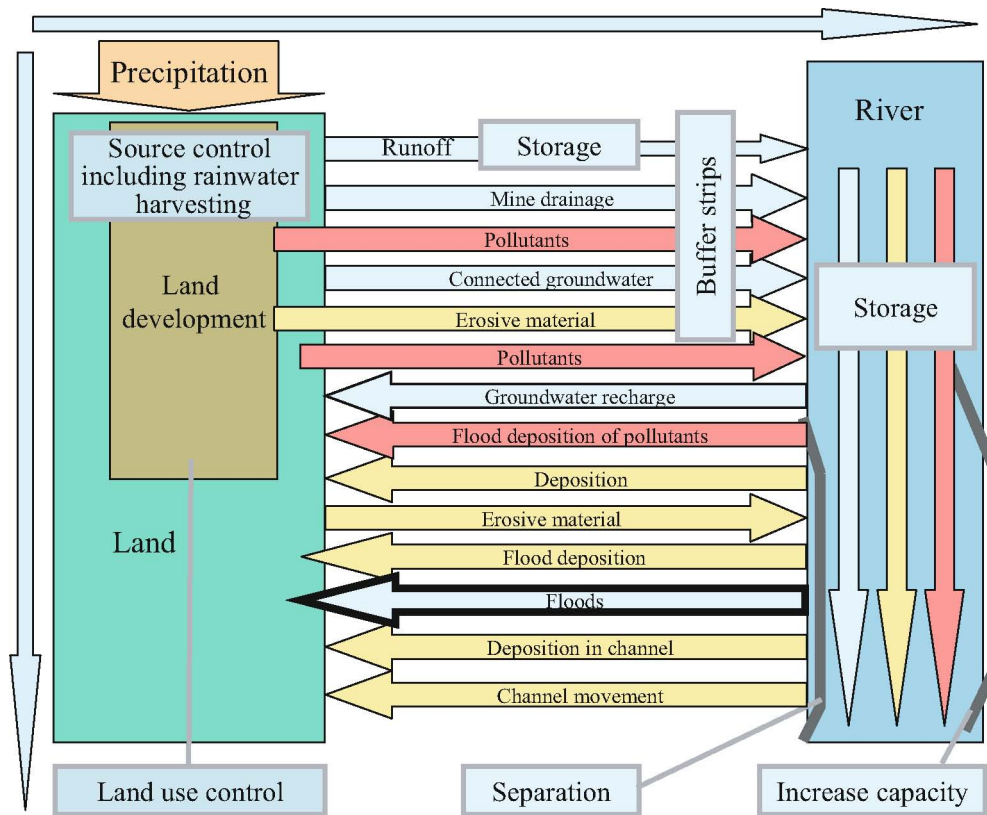 Precipitation
River
Source control
including rainwater
harvesting
Runoff
Storage
Buffer strips
Mine drainage
Pollutants
Connected groundwater
Land
development
Erosive material
Storage
Pollutants
Groundwater recharge
Flood deposition of pollutants
Deposition
Erosive material
Land
Flood deposition
Floods
Deposition in channel
Channel movement
Land use control
Separation
Increase capacity